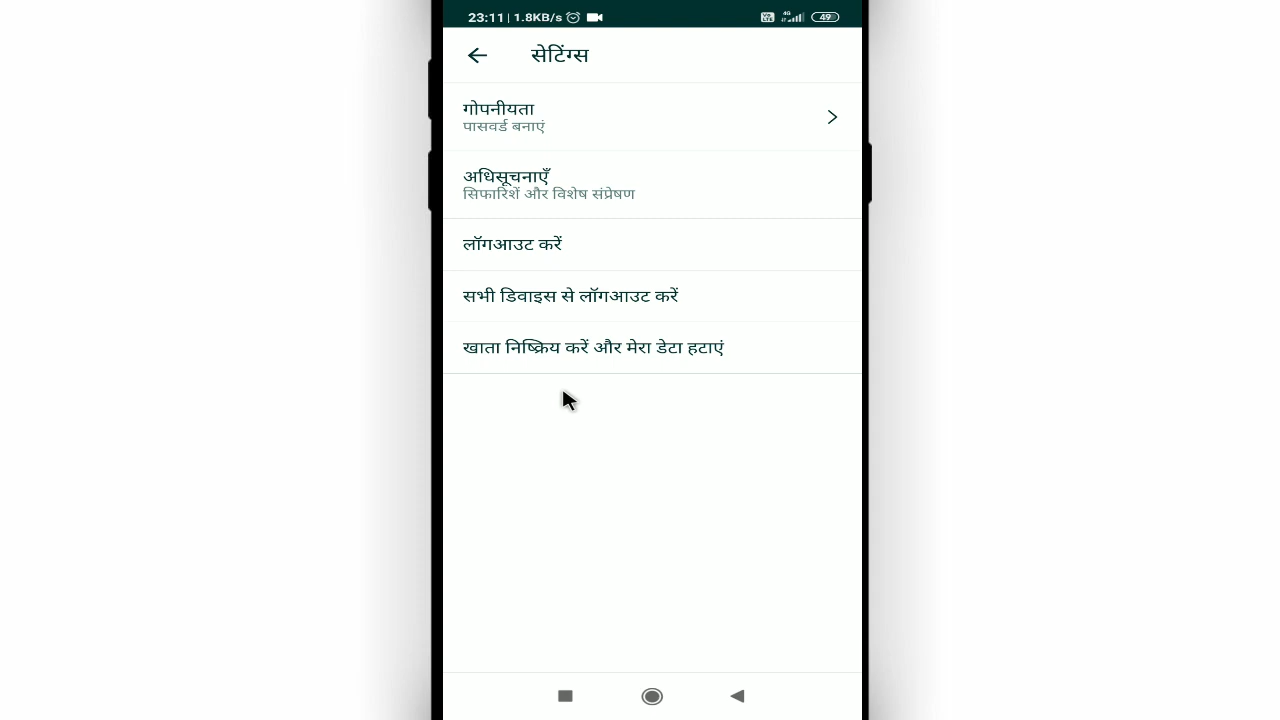 23:11 | 1.8KB/s 4G 49
सेटिंग्स
गोपनीयता
पासवर्ड बनाएं
अधिसूचनाएँ
सिफारिशें और विशेष संप्रेषण
लॉगआउट करें
सभी डिवाइस से लॉगआउट करें
खाता निष्क्रिय करें और मेरा डेटा हटाएं